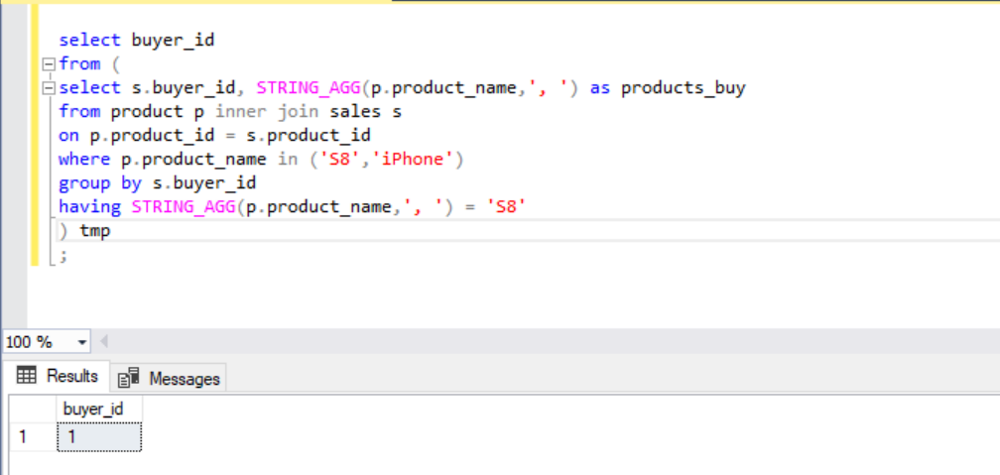 select buyer_id
from (
select s.buyer_id, STRING_AGG(p.product_name,', ') as products_buy
from product p inner join sales s
on p.product_id = s.product_id
where p.product_name in ('S8','iPhone')
group by s.buyer_id
having STRING_AGG(p.product_name,', ') = 'S8'
) tmp
;
100 %
Results Messages
buyer_id
1 1